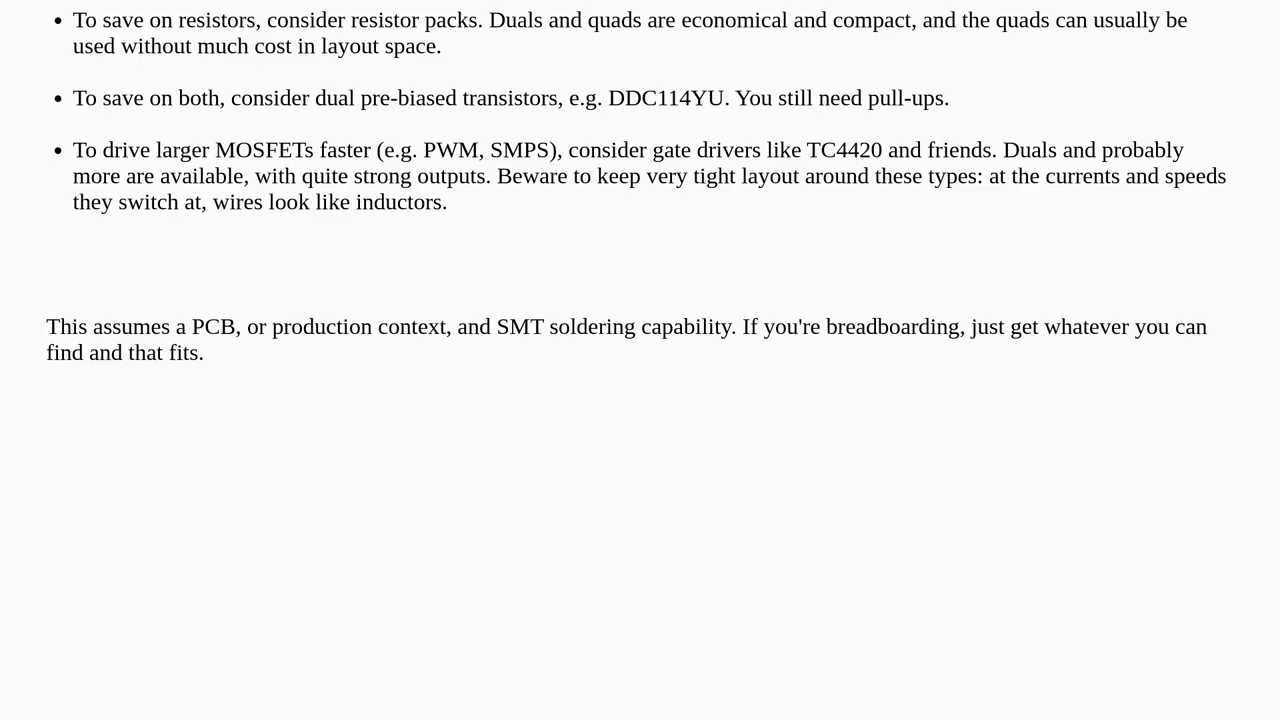 • To save on resistors, consider resistor packs. Duals and quads are economical and compact, and the quads can usually be
used without much cost in layout space.
• To save on both, consider dual pre-biased transistors, e.g. DDC114YU. You still need pull-ups.
• To drive larger MOSFETs faster (e.g. PWM, SMPS), consider gate drivers like TC4420 and friends. Duals and probably
more are available, with quite strong outputs. Beware to keep very tight layout around these types: at the currents and speeds
they switch at, wires look like inductors.
This assumes a PCB, or production context, and SMT soldering capability. If you're breadboarding, just get whatever you can
find and that fits.